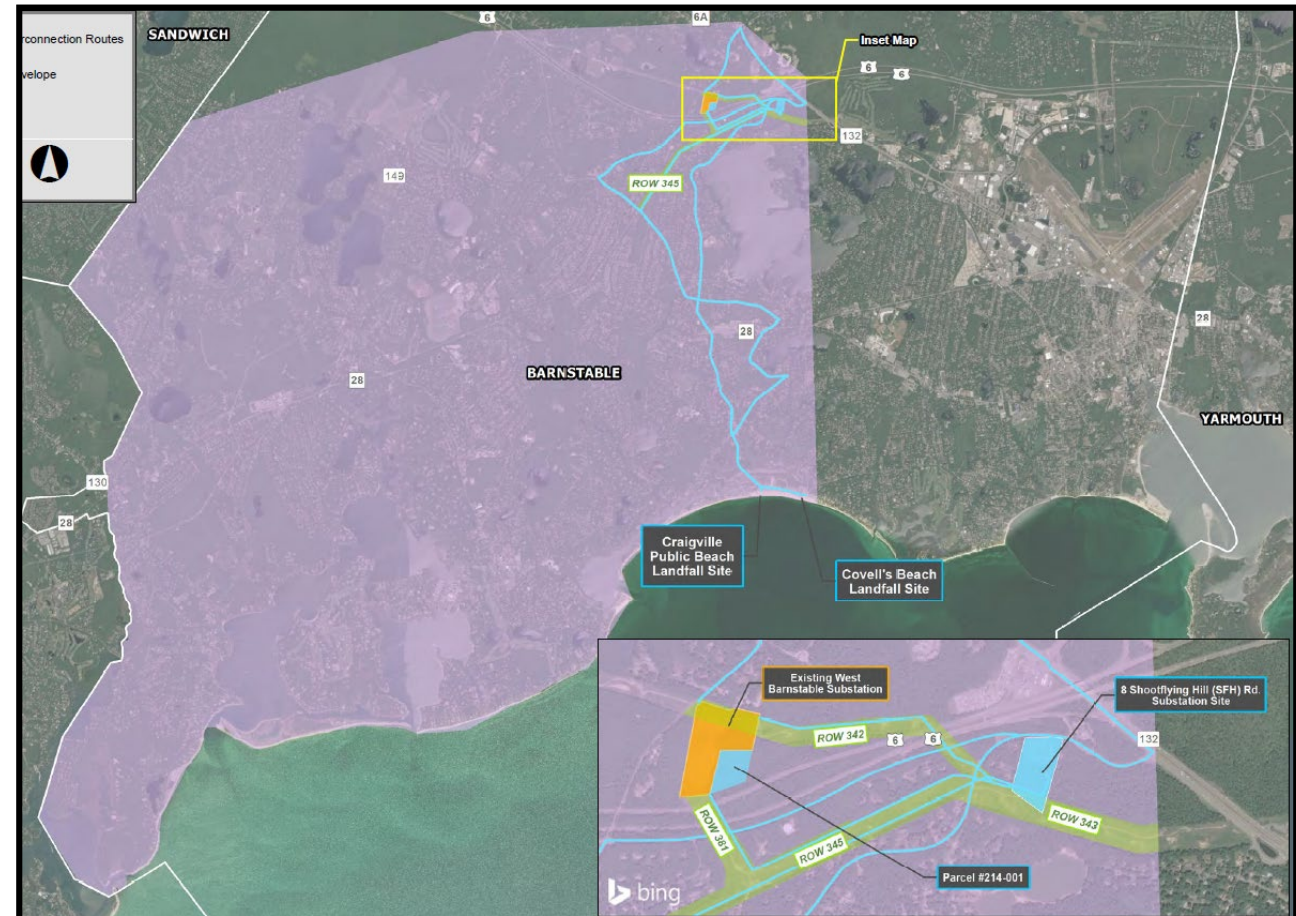 rconnection Routes
velope
SANDWICH
6
6A
Inset Map
6
6
132
149
ROW 345
28
28
28
BARNSTABLE
YARMOUTH
130
28
Craigville
Public Beach
Landfall Site
Covell's Beach
Landfall Site
Existing West
Barnstable Substation
8 Shootflying Hill (SFH) Rd.
Substation Site
ROW 342
6
6
132
ROW 343
ROW 381
ROW 345
Parcel #214-001
bing